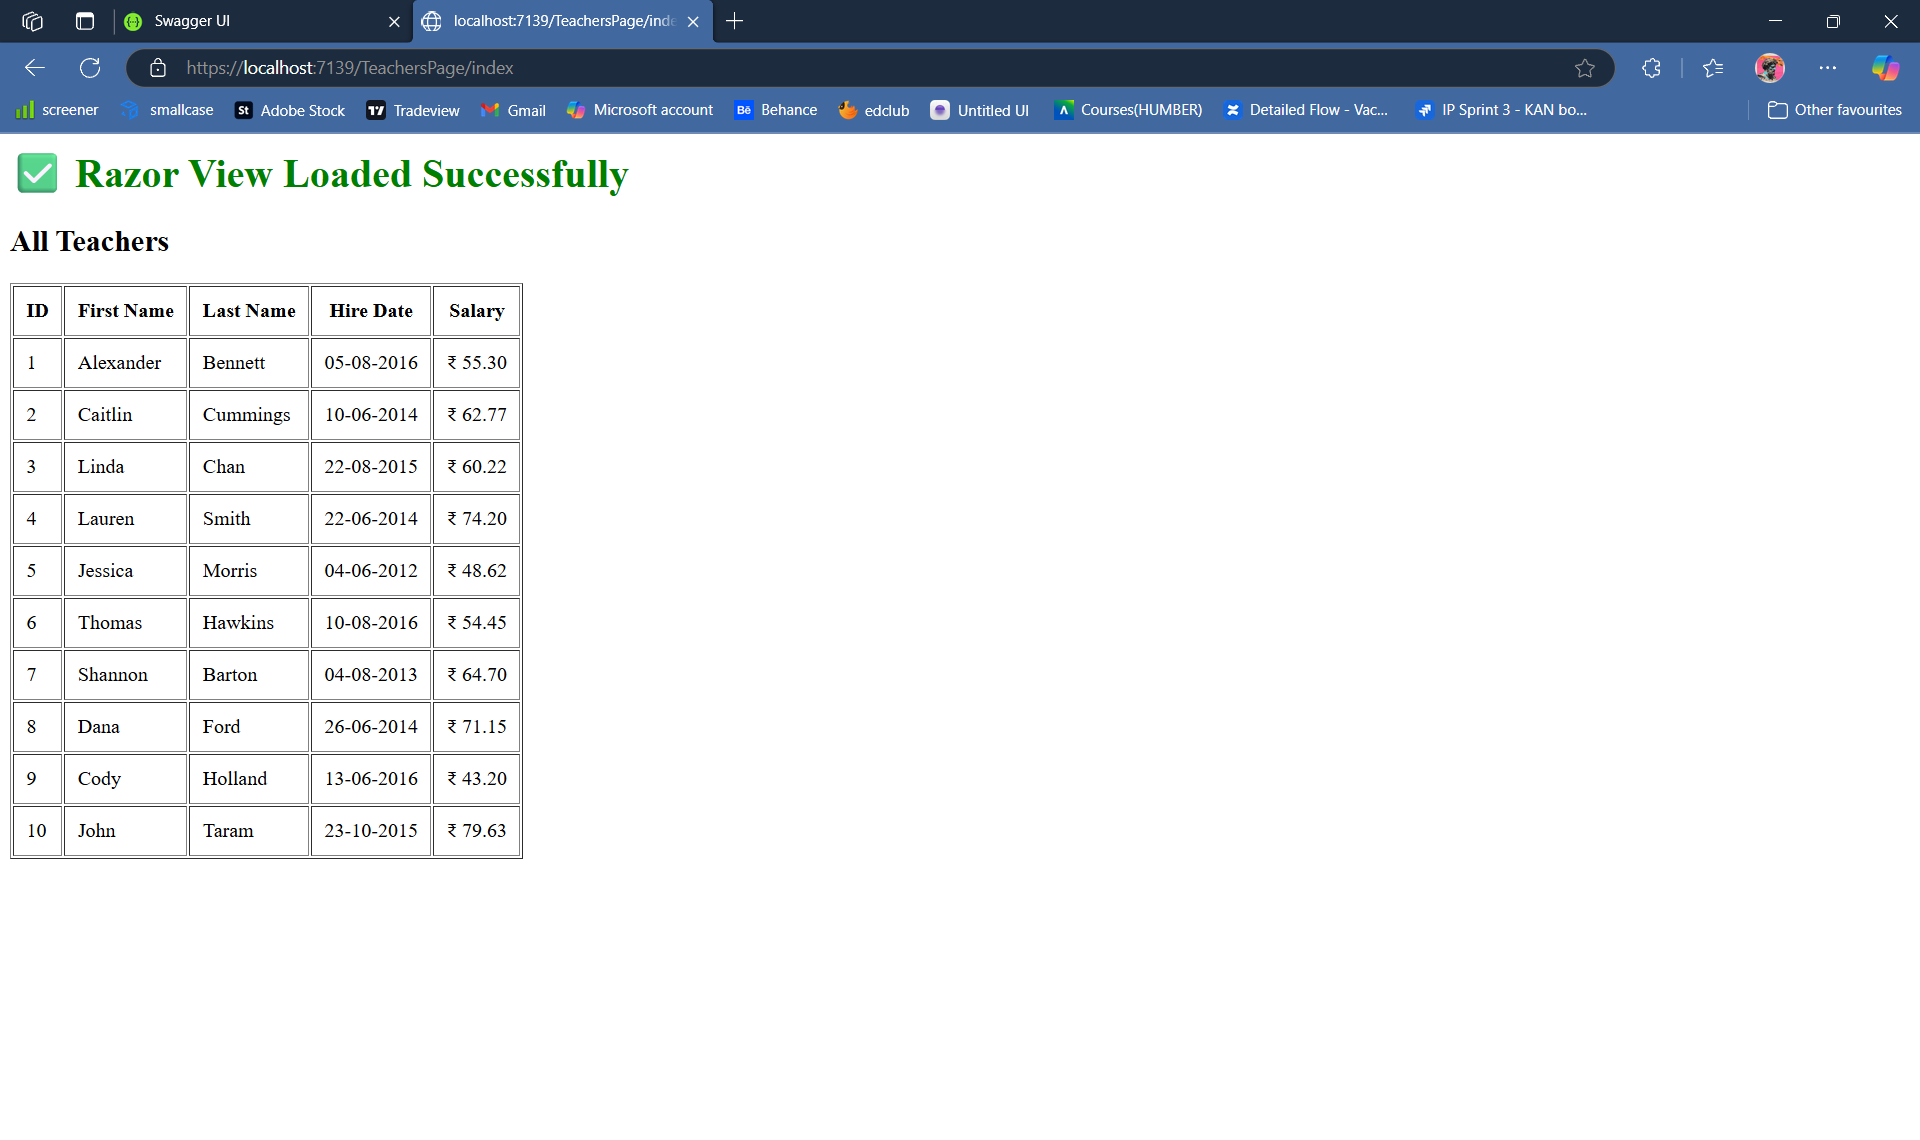 Swagger UI
localhost:7139/TeachersPage/inde
https://localhost:7139/TeachersPage/index
screener smallcase St Adobe Stock Tradeview Gmail Microsoft account Bē Behance edclub Untitled UI Courses(HUMBER) Detailed Flow - Vac... IP Sprint 3 - KAN bo... Other favourites
✅ Razor View Loaded Successfully
All Teachers
ID First Name Last Name Hire Date Salary
1 Alexander Bennett 05-08-2016 ₹ 55.30
2 Caitlin Cummings 10-06-2014 ₹ 62.77
3 Linda Chan 22-08-2015 ₹ 60.22
4 Lauren Smith 22-06-2014 ₹ 74.20
5 Jessica Morris 04-06-2012 ₹ 48.62
6 Thomas Hawkins 10-08-2016 ₹ 54.45
7 Shannon Barton 04-08-2013 ₹ 64.70
8 Dana Ford 26-06-2014 ₹ 71.15
9 Cody Holland 13-06-2016 ₹ 43.20
10 John Taram 23-10-2015 ₹ 79.63